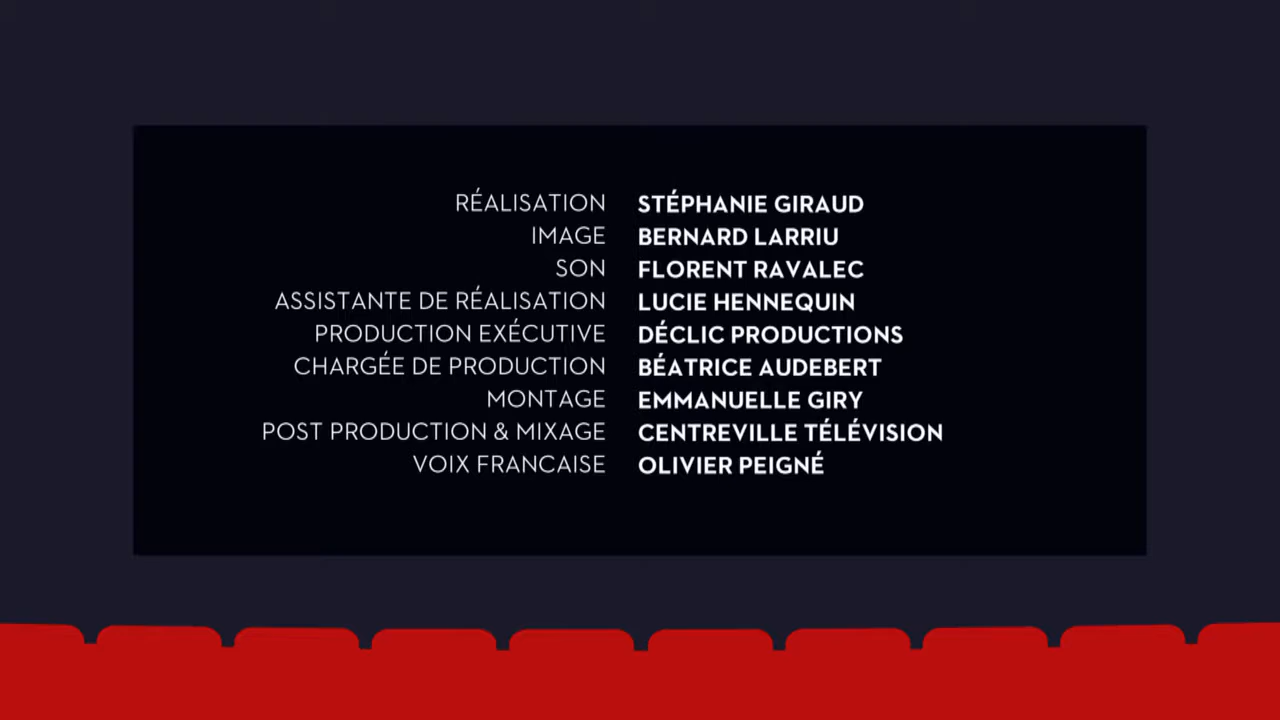 RÉALISATION STÉPHANIE GIRAUD
IMAGE BERNARD LARRIU
SON FLORENT RAVALEC
ASSISTANTE DE RÉALISATION LUCIE HENNEQUIN
PRODUCTION EXÉCUTIVE DÉCLIC PRODUCTIONS
CHARGÉE DE PRODUCTION BÉATRICE AUDEBERT
MONTAGE EMMANUELLE GIRY
POST PRODUCTION & MIXAGE CENTREVILLE TÉLÉVISION
VOIX FRANCAISE OLIVIER PEIGNÉ